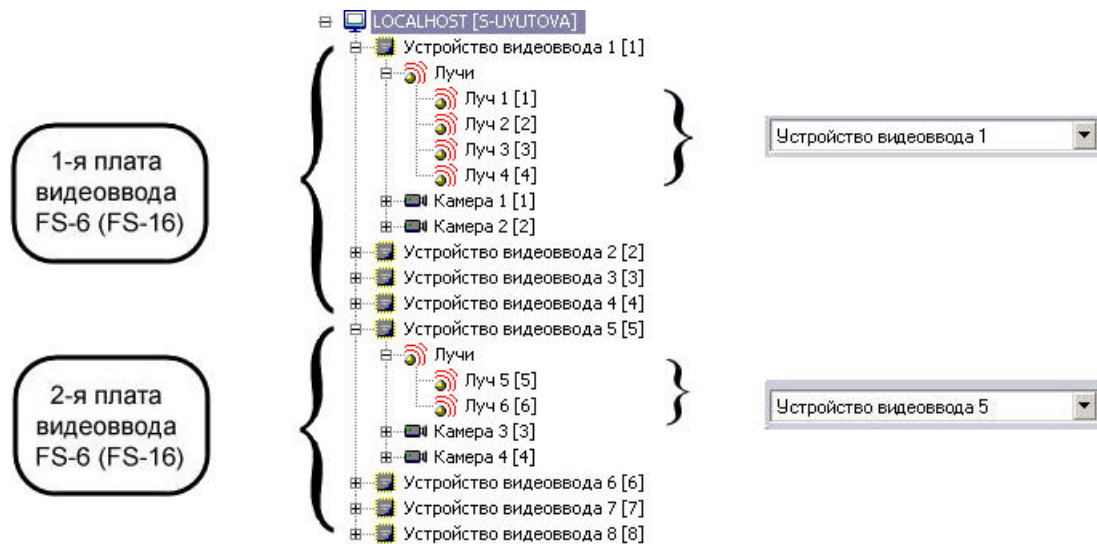 LOCALHOST [S-UYUTOVA]
Устройство видеоввода 1 [1]
Лучи
Луч 1 [1]
Луч 2 [2]
Луч 3 [3]
Луч 4 [4]
Камера 1 [1]
Камера 2 [2]
Устройство видеоввода 2 [2]
Устройство видеоввода 3 [3]
Устройство видеоввода 4 [4]
Устройство видеоввода 5 [5]
Лучи
Луч 5 [5]
Луч 6 [6]
Камера 3 [3]
Камера 4 [4]
Устройство видеоввода 6 [6]
Устройство видеоввода 7 [7]
Устройство видеоввода 8 [8]
1-я плата
видеоввода
FS-6 (FS-16)
2-я плата
видеоввода
FS-6 (FS-16)
Устройство видеоввода 1
Устройство видеоввода 5